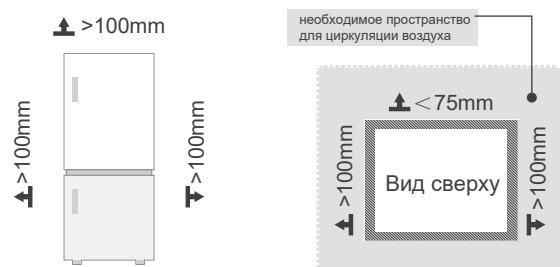 >100mm
>100mm
>100mm
необходимое пространство
для циркуляции воздуха
<75mm
>100mm
Вид сверху
>100mm